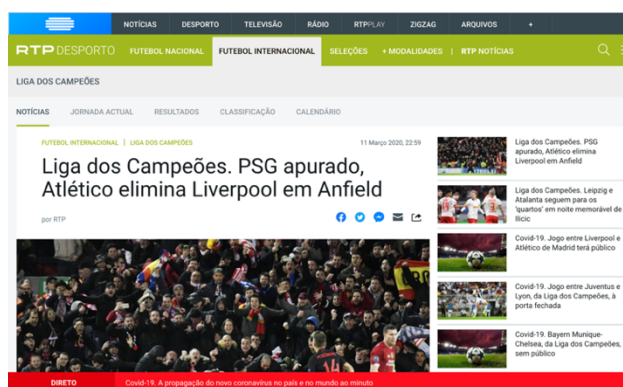 NOTÍCIAS DESPORTO TELEVISÃO RÁDIO RTPPLAY ZIGZAG ARQUIVOS +
RTP DESPORTO FUTEBOL NACIONAL FUTEBOL INTERNACIONAL SELEÇÕES + MODALIDADES | RTP NOTÍCIAS
LIGA DOS CAMPEÕES
NOTÍCIAS JORNADA ACTUAL RESULTADOS CLASSIFICAÇÃO CALENDÁRIO
FUTEBOL INTERNACIONAL | LIGA DOS CAMPEÕES 11 Março 2020, 22:59
Liga dos Campeões. PSG apurado,
Atlético elimina Liverpool em Anfield
por RTP
Liga dos Campeões. PSG
apurado, Atlético elimina
Liverpool em Anfield
Liga dos Campeões. Leipzig e
Atalanta seguem para os
'quartos' em noite memorável de
Ilicic
Covid-19. Jogo entre Liverpool e
Atlético de Madrid terá público
Covid-19. Jogo entre Juventus e
Lyon, da Liga dos Campeões, à
porta fechada
Covid-19. Bayern Munique-
Chelsea, da Liga dos Campeões,
sem público
14
DIRETO Covid-19. A propagação do novo coronavírus no país e no mundo ao minuto